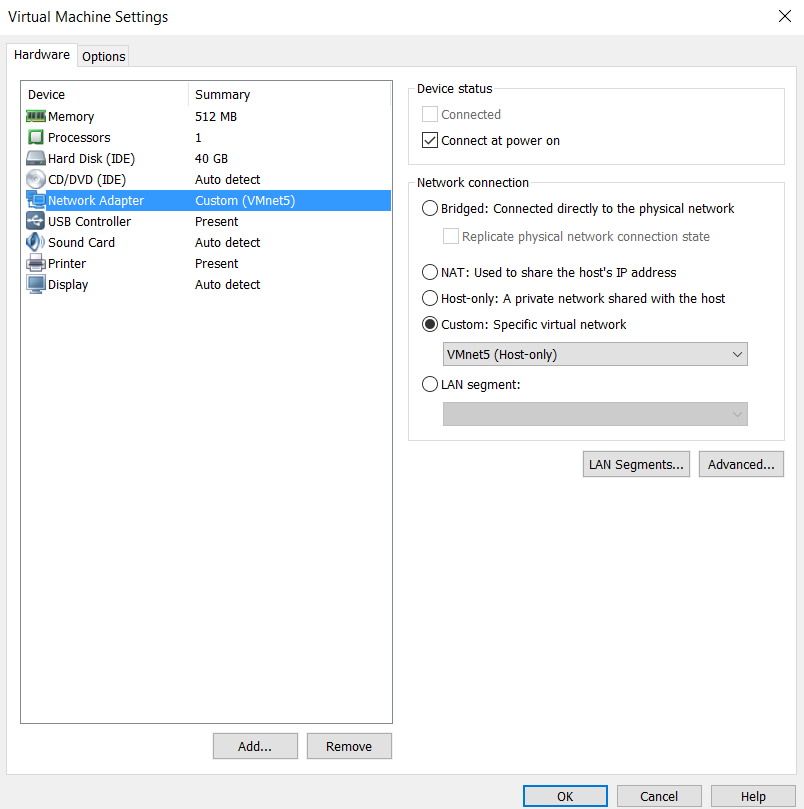 Virtual Machine Settings
Hardware Options
Device Summary
Memory 512 MB
Processors 1
Hard Disk (IDE) 40 GB
CD/DVD (IDE) Auto detect
Network Adapter Custom (VMnet5)
USB Controller Present
Sound Card Auto detect
Printer Present
Display Auto detect
Add... Remove
Device status
Connected
Connect at power on
Network connection
Bridged: Connected directly to the physical network
Replicate physical network connection state
NAT: Used to share the host's IP address
Host-only: A private network shared with the host
Custom: Specific virtual network
VMnet5 (Host-only)
LAN segment:
LAN Segments... Advanced...
OK Cancel Help